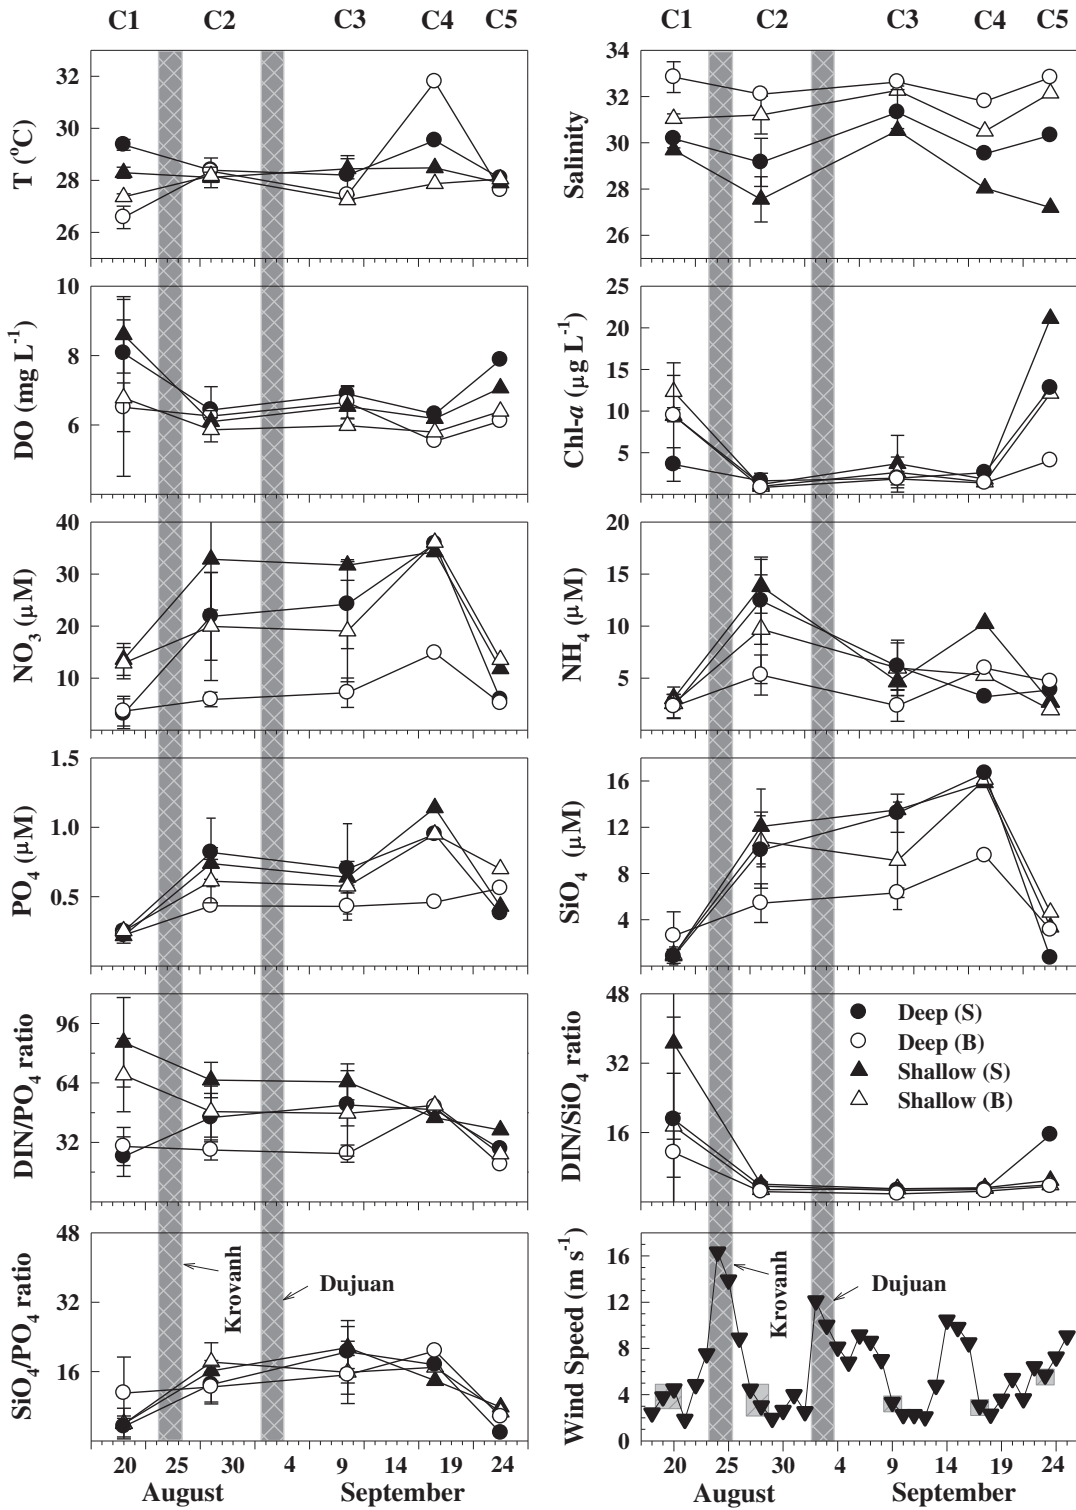 C1 C2 C3 C4 C5 C1 C2 C3 C4 C5
T (°C)
32
30
28
26
Salinity
34
32
30
28
26
DO (mg L⁻¹)
10
8
6
Chl-a (µg L⁻¹)
25
20
15
10
5
NO₃ (µM)
40
30
20
10
NH₄ (µM)
20
15
10
5
PO₄ (µM)
1.5
1.0
0.5
SiO₄ (µM)
16
12
8
4
DIN/PO₄ ratio
96
64
32
DIN/SiO₄ ratio
48
32
16
Deep (S)
Deep (B)
Shallow (S)
Shallow (B)
SiO₄/PO₄ ratio
48
32
16
Krovanh
Dujuan
Wind Speed (m s⁻¹)
16
12
8
4
0
Krovanh
Dujuan
20 25 30 4 9 14 19 24 20 25 30 4 9 14 19 24
August September August September